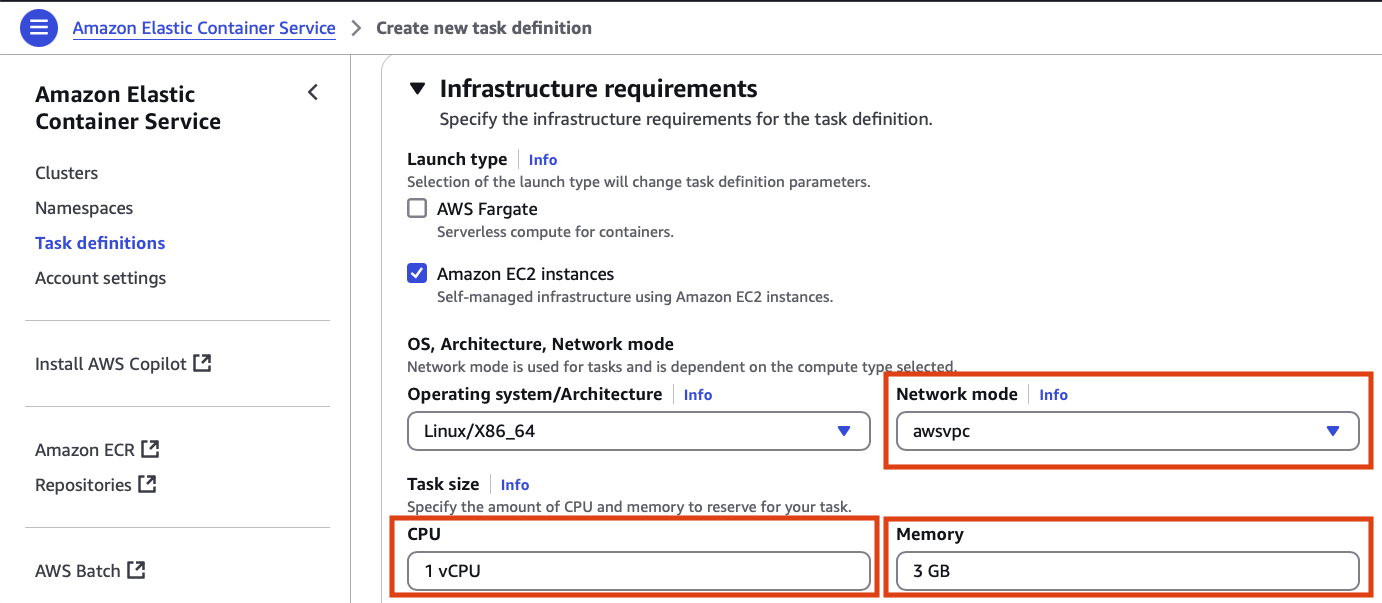 Amazon Elastic Container Service > Create new task definition
Amazon Elastic
Container Service
Clusters
Namespaces
Task definitions
Account settings
Install AWS Copilot
Amazon ECR
Repositories
AWS Batch
Infrastructure requirements
Specify the infrastructure requirements for the task definition.
Launch type Info
Selection of the launch type will change task definition parameters.
AWS Fargate
Serverless compute for containers.
Amazon EC2 instances
Self-managed infrastructure using Amazon EC2 instances.
OS, Architecture, Network mode
Network mode is used for tasks and is dependent on the compute type selected.
Operating system/Architecture Info
Linux/X86_64
Network mode Info
awsvpc
Task size Info
Specify the amount of CPU and memory to reserve for your task.
CPU
1 vCPU
Memory
3 GB